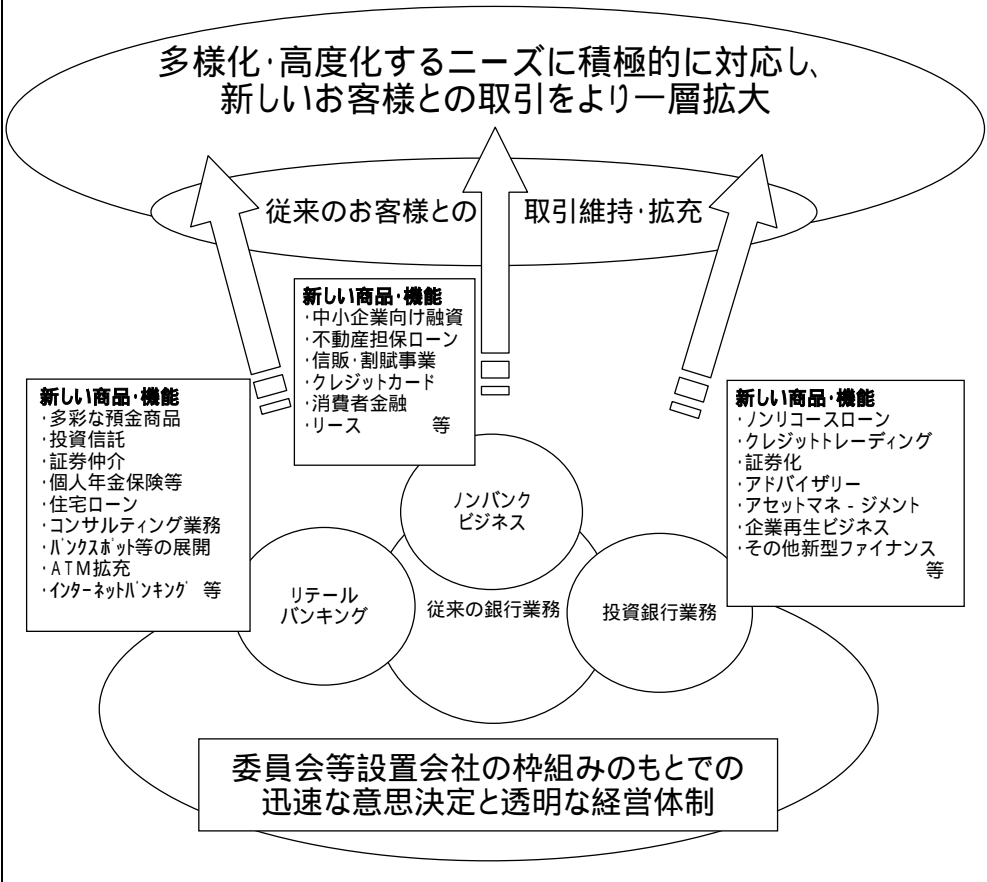 多様化･高度化するニーズに積極的に対応し、
新しいお客様との取引をより一層拡大
従来のお客様との 取引維持･拡充
新しい商品･機能
･中小企業向け融資
･不動産担保ローン
･信販･割賦事業
･クレジットカード
･消費者金融
･リース 等
新しい商品･機能
･多彩な預金商品
･投資信託
･証券仲介
･個人年金保険等
･住宅ローン
･コンサルティング業務
･ﾊﾞﾝｸｽﾎﾟｯﾄ等の展開
･ATM拡充
･ｲﾝﾀｰﾈｯﾄﾊﾞﾝｷﾝｸﾞ 等
新しい商品･機能
･ノンリコースローン
･クレジットトレーディング
･証券化
･アドバイザリー
･アセットマネ - ジメント
･企業再生ビジネス
･その他新型ファイナンス
等
ノンバンク
ビジネス
リテール
バンキング
従来の銀行業務
投資銀行業務
委員会等設置会社の枠組みのもとでの
迅速な意思決定と透明な経営体制